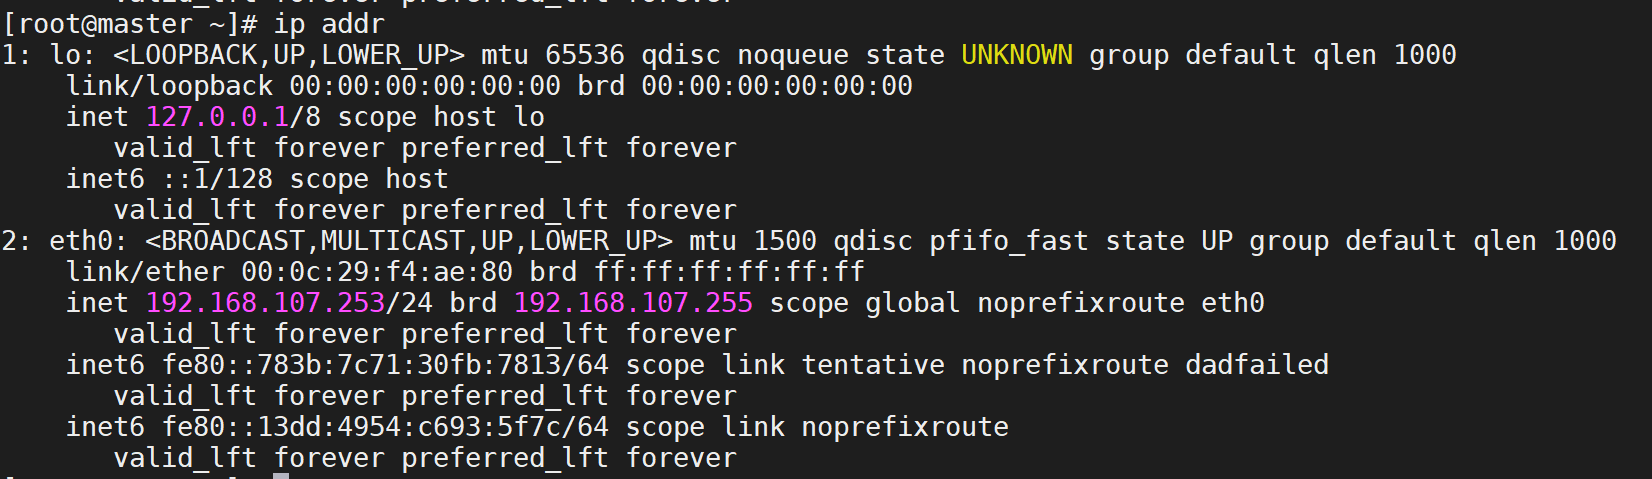 valid_lft forever preferred_lft forever
[root@master ~]# ip addr
1: lo: <LOOPBACK,UP,LOWER_UP> mtu 65536 qdisc noqueue state UNKNOWN group default qlen 1000
    link/loopback 00:00:00:00:00:00 brd 00:00:00:00:00:00
    inet 127.0.0.1/8 scope host lo
       valid_lft forever preferred_lft forever
    inet6 ::1/128 scope host
       valid_lft forever preferred_lft forever
2: eth0: <BROADCAST,MULTICAST,UP,LOWER_UP> mtu 1500 qdisc pfifo_fast state UP group default qlen 1000
    link/ether 00:0c:29:f4:ae:80 brd ff:ff:ff:ff:ff:ff
    inet 192.168.107.253/24 brd 192.168.107.255 scope global noprefixroute eth0
       valid_lft forever preferred_lft forever
    inet6 fe80::783b:7c71:30fb:7813/64 scope link tentative noprefixroute dadfailed
       valid_lft forever preferred_lft forever
    inet6 fe80::13dd:4954:c693:5f7c/64 scope link noprefixroute
       valid_lft forever preferred_lft forever